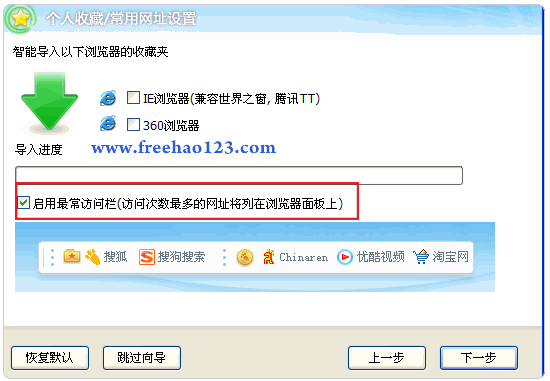 个人收藏/常用网址设置
智能导入以下浏览器的收藏夹
IE浏览器(兼容世界之窗, 腾讯TT)
360浏览器
导入进度
www.freehao123.com
启用最常访问栏(访问次数最多的网址将列在浏览器面板上)
搜狐 搜狗搜索 Chinaren 优酷视频 淘宝网
恢复默认 跳过向导 上一步 下一步